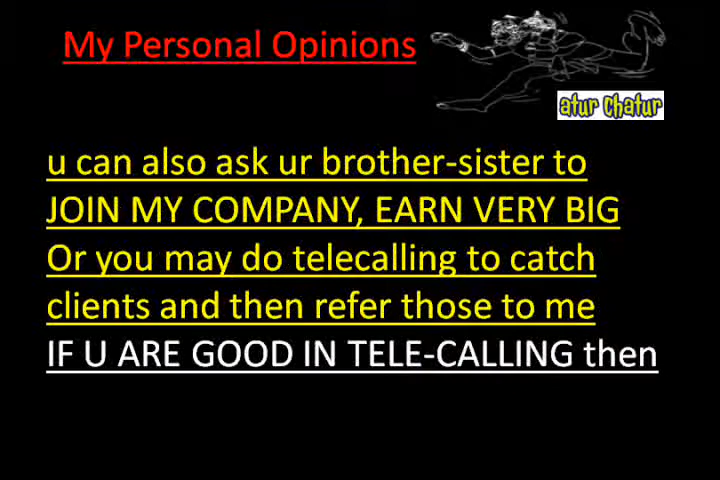 My Personal Opinions
atur chatur
u can also ask ur brother-sister to
JOIN MY COMPANY, EARN VERY BIG
Or you may do telecalling to catch
clients and then refer those to me
IF U ARE GOOD IN TELE-CALLING then